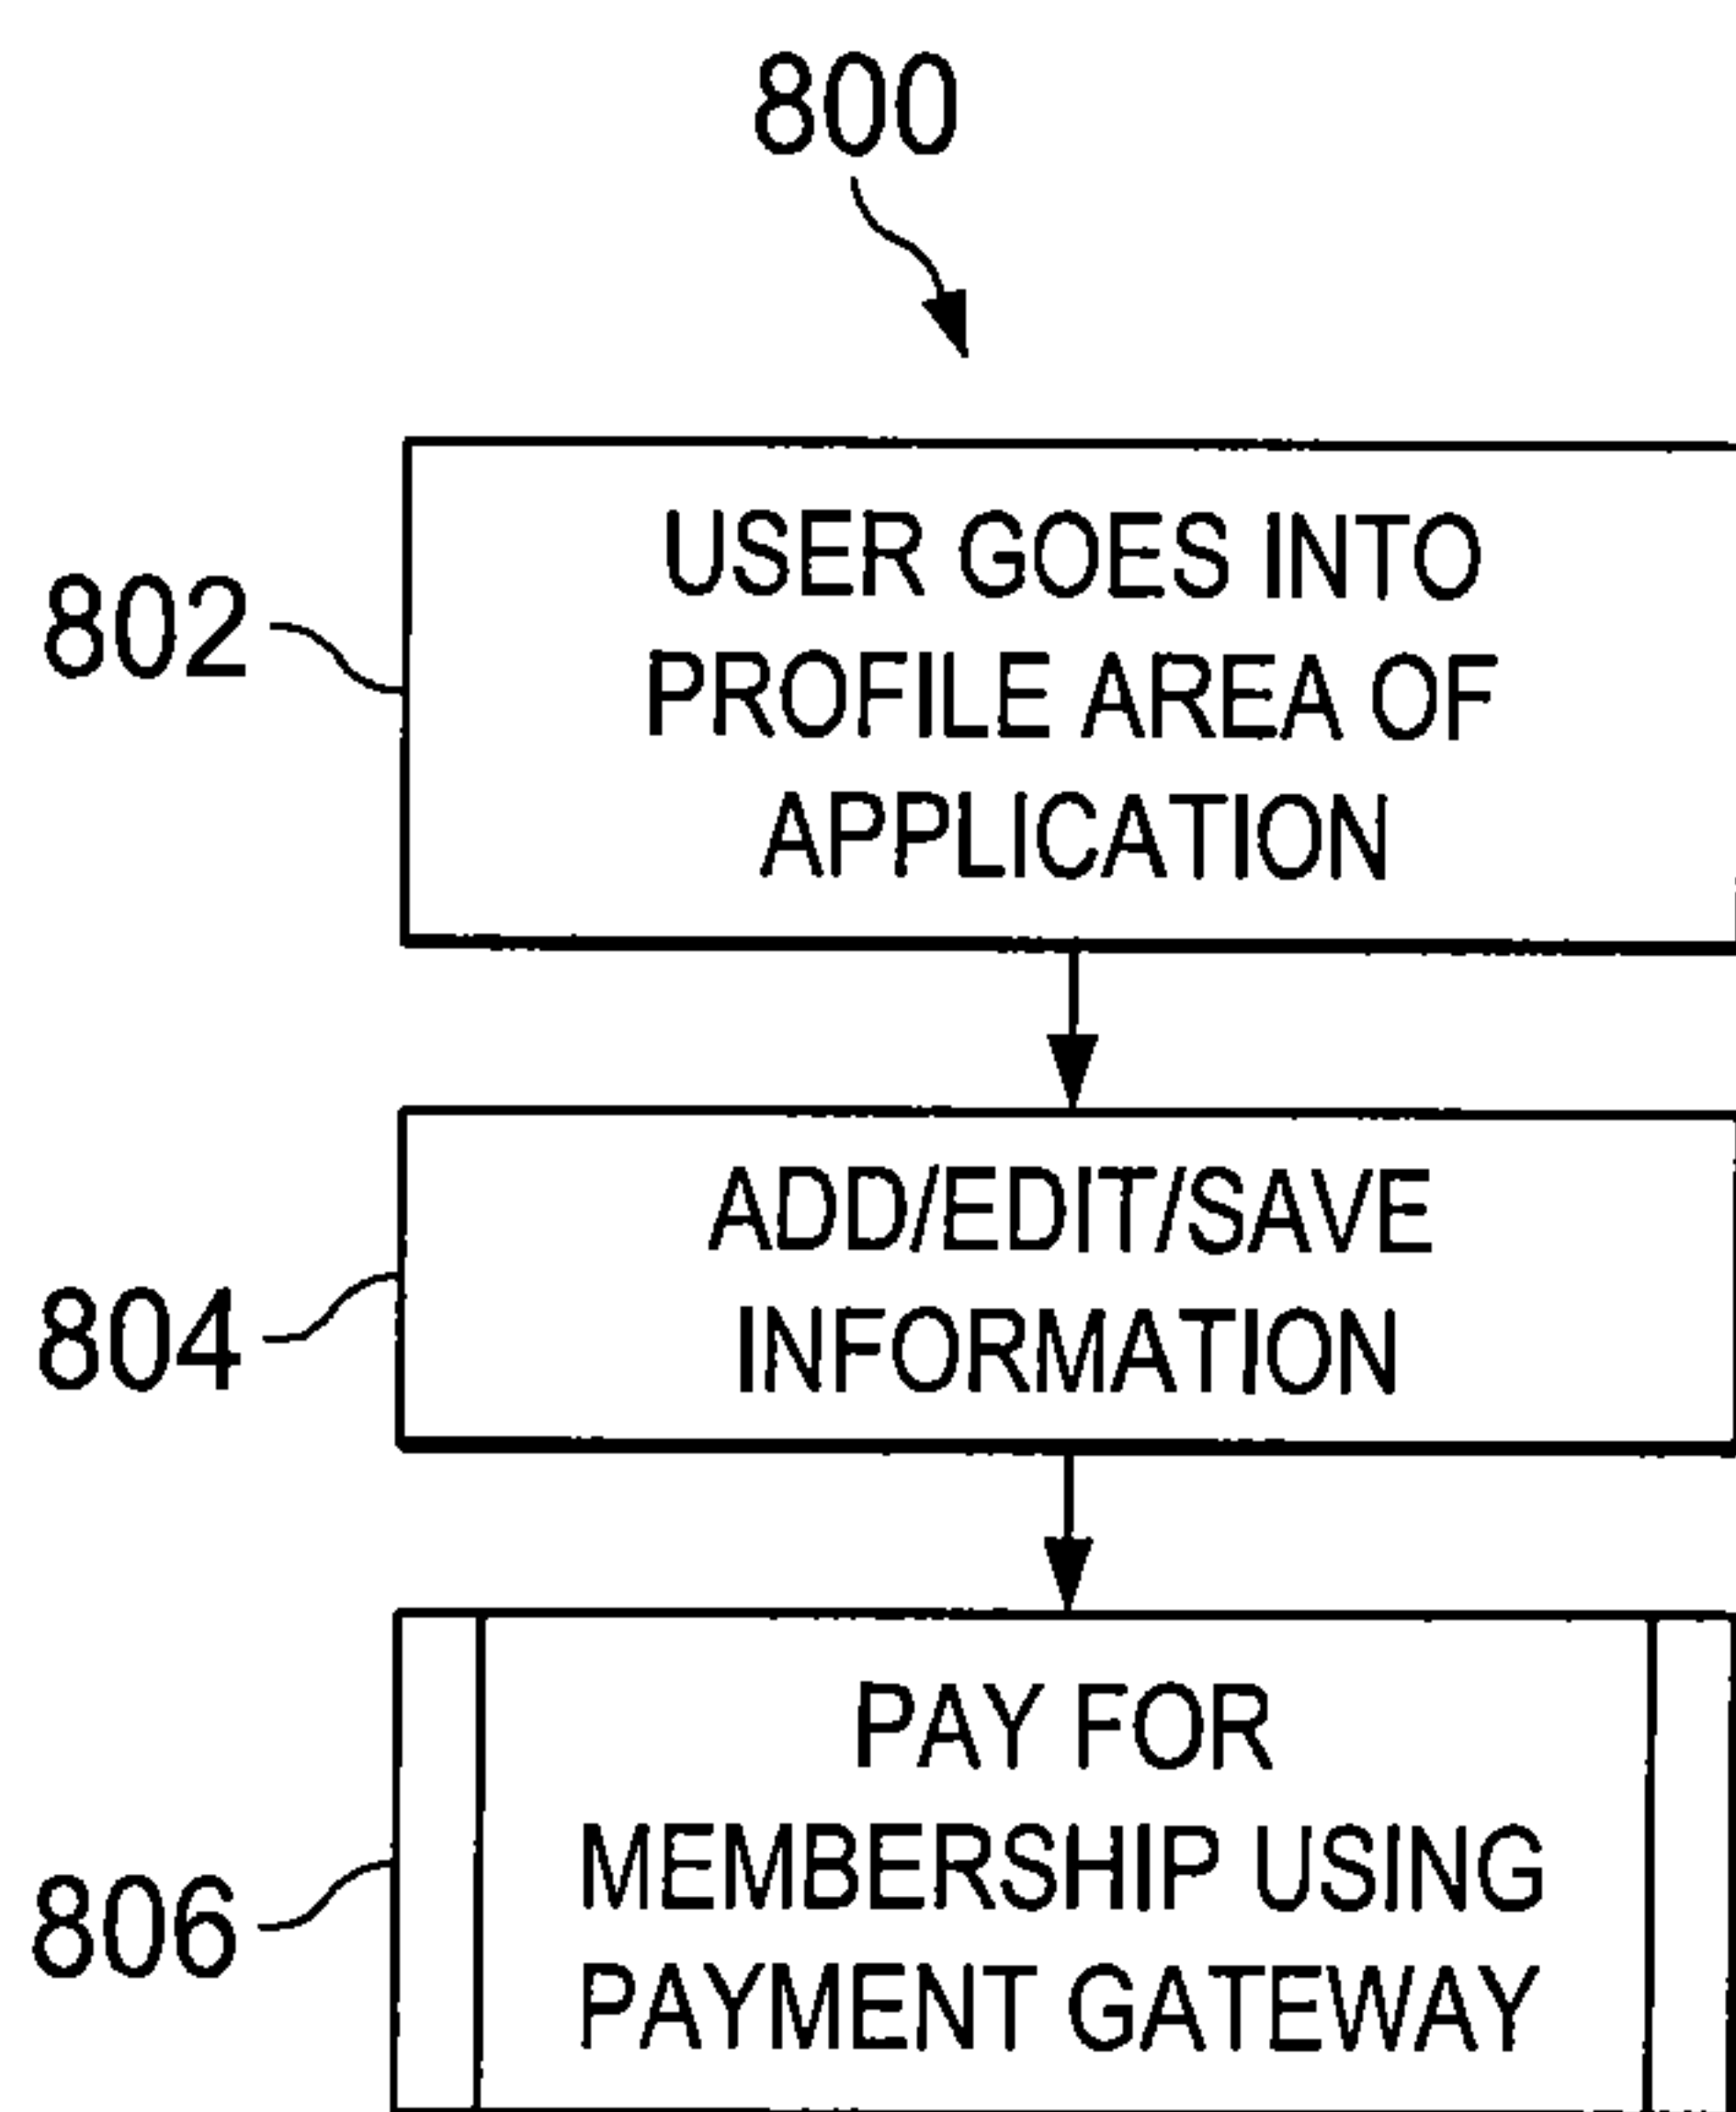 800
802
USER GOES INTO
PROFILE AREA OF
APPLICATION
804
ADD/EDIT/SAVE
INFORMATION
806
PAY FOR
MEMBERSHIP USING
PAYMENT GATEWAY